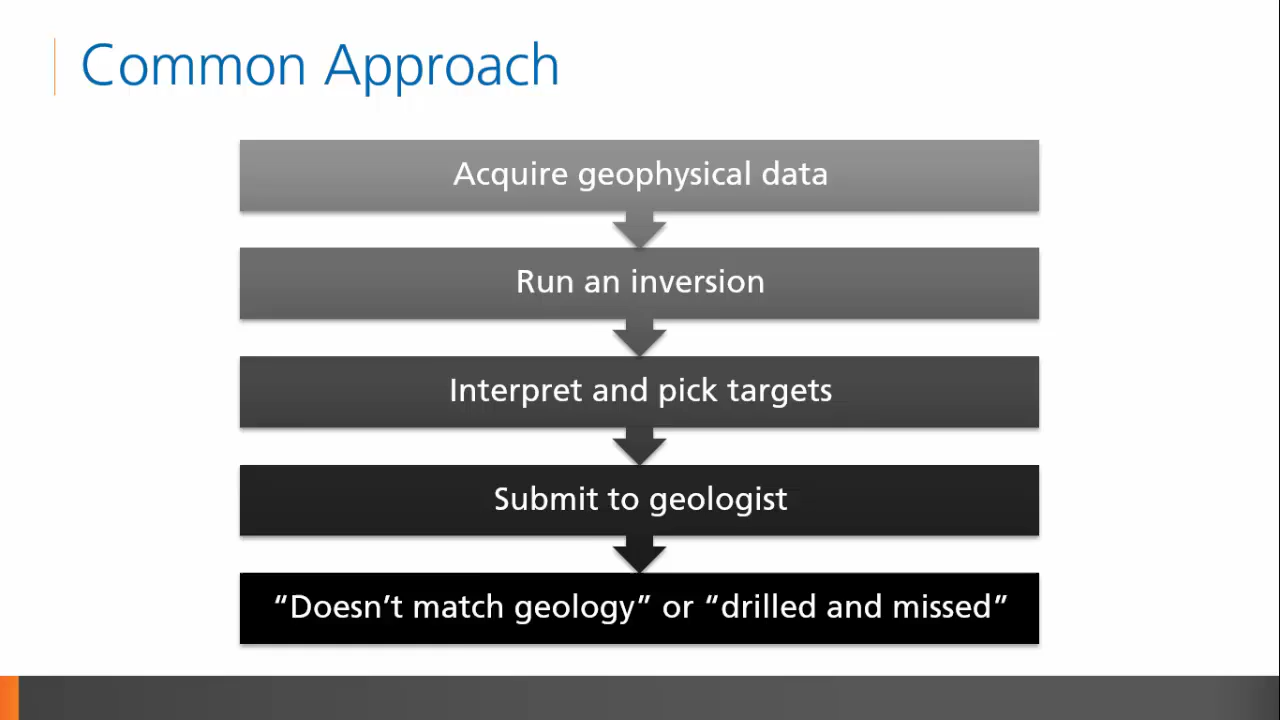 Common Approach
Acquire geophysical data
Run an inversion
Interpret and pick targets
Submit to geologist
“Doesn’t match geology” or “drilled and missed”